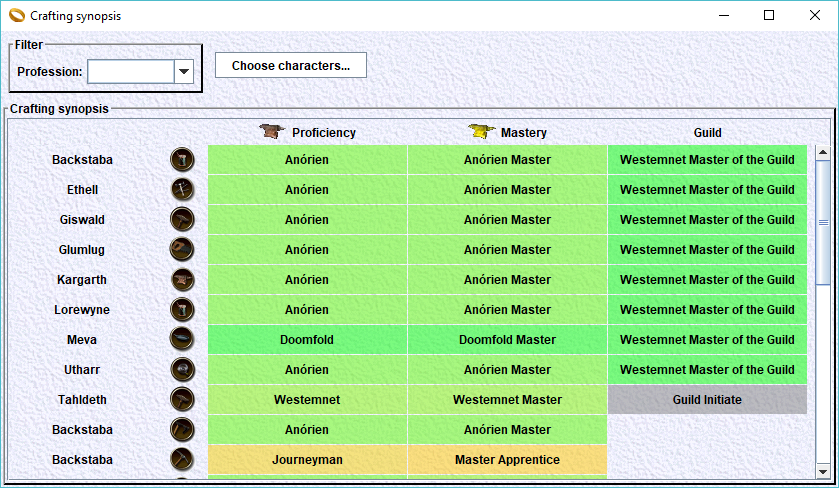 Crafting synopsis
Filter
Profession:
Choose characters...
Crafting synopsis
Proficiency Mastery Guild
Backstaba Anórien Anórien Master Westemnet Master of the Guild
Ethell Anórien Anórien Master Westemnet Master of the Guild
Giswald Anórien Anórien Master Westemnet Master of the Guild
Glumlug Anórien Anórien Master Westemnet Master of the Guild
Kargarth Anórien Anórien Master Westemnet Master of the Guild
Lorewyne Anórien Anórien Master Westemnet Master of the Guild
Meva Doomfold Doomfold Master Westemnet Master of the Guild
Utharr Anórien Anórien Master Westemnet Master of the Guild
Tahldeth Westemnet Westemnet Master Guild Initiate
Backstaba Anórien Anórien Master
Backstaba Journeyman Master Apprentice